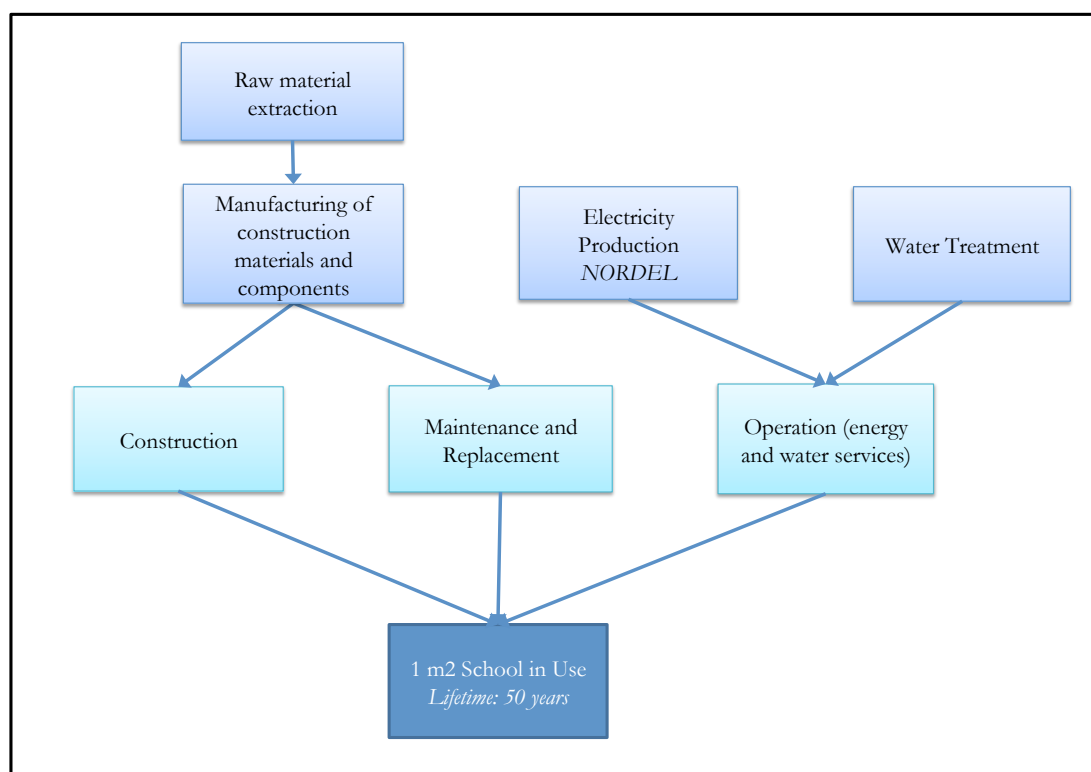 Raw material
extraction
Manufacturing of
construction
materials and
components
Electricity
Production
NORDEL
Water Treatment
Construction
Maintenance and
Replacement
Operation (energy
and water services)
1 m2 School in Use
Lifetime: 50 years